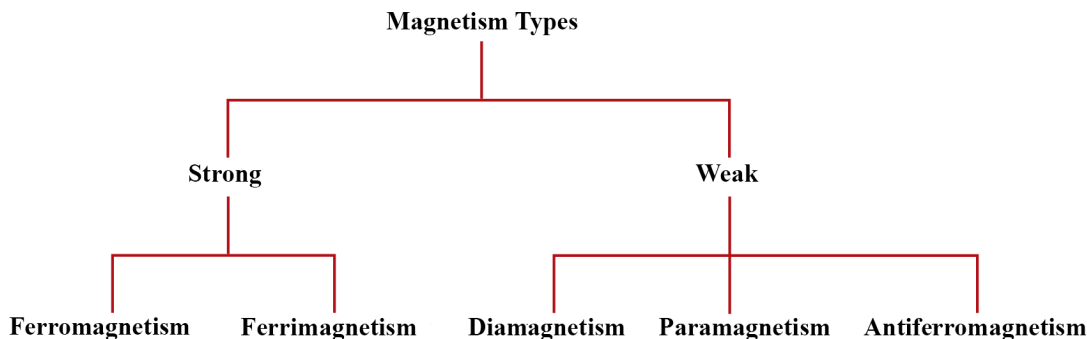 Magnetism Types
Strong Weak
Ferromagnetism Ferrimagnetism Diamagnetism Paramagnetism Antiferromagnetism